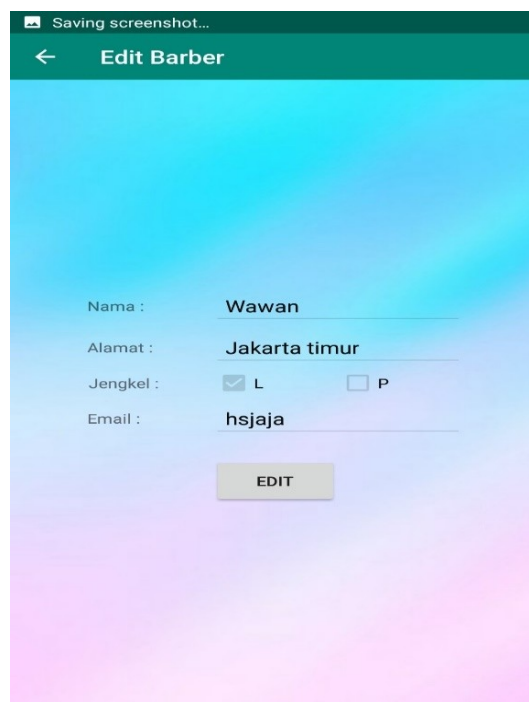 Saving screenshot...
Edit Barber
Nama : Wawan
Alamat : Jakarta timur
Jengkel : L P
Email : hsjaja
EDIT